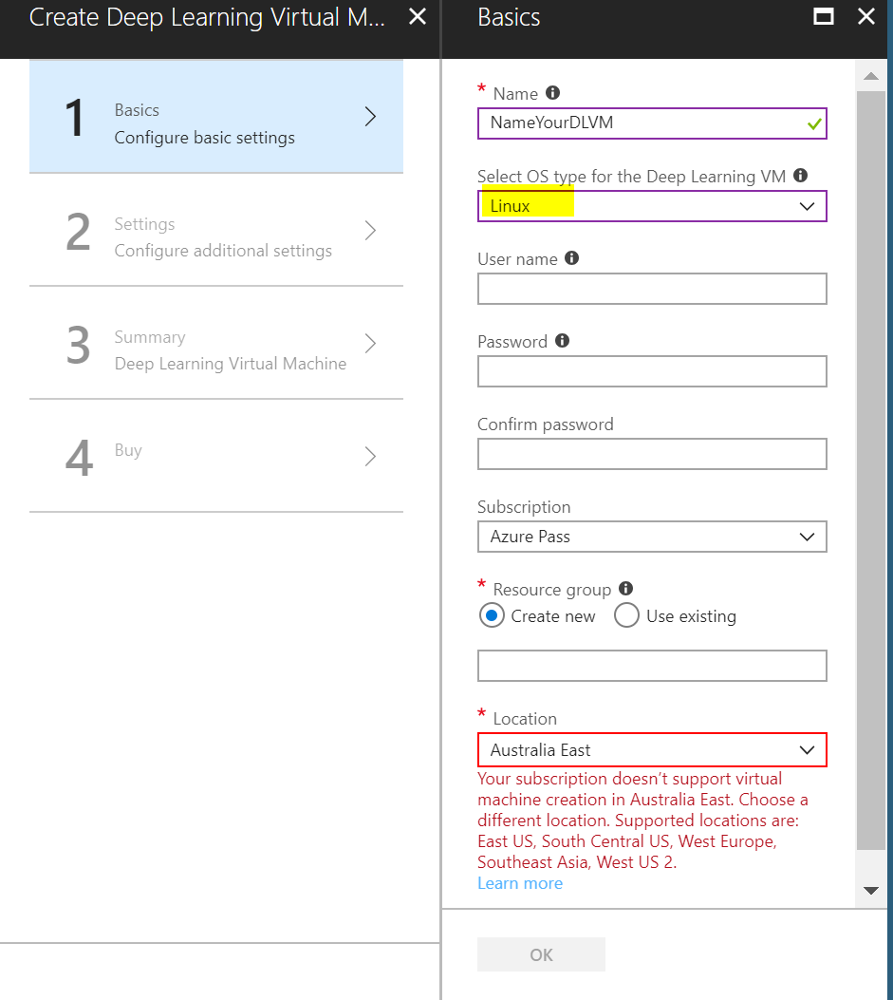 Create Deep Learning Virtual M...
1
Basics
Configure basic settings
2
Settings
Configure additional settings
3
Summary
Deep Learning Virtual Machine
4
Buy
Basics
* Name
NameYourDLVM
Select OS type for the Deep Learning VM
Linux
User name
Password
Confirm password
Subscription
Azure Pass
* Resource group
Create new Use existing
* Location
Australia East
Your subscription doesn’t support virtual
machine creation in Australia East. Choose a
different location. Supported locations are:
East US, South Central US, West Europe,
Southeast Asia, West US 2.
Learn more
OK